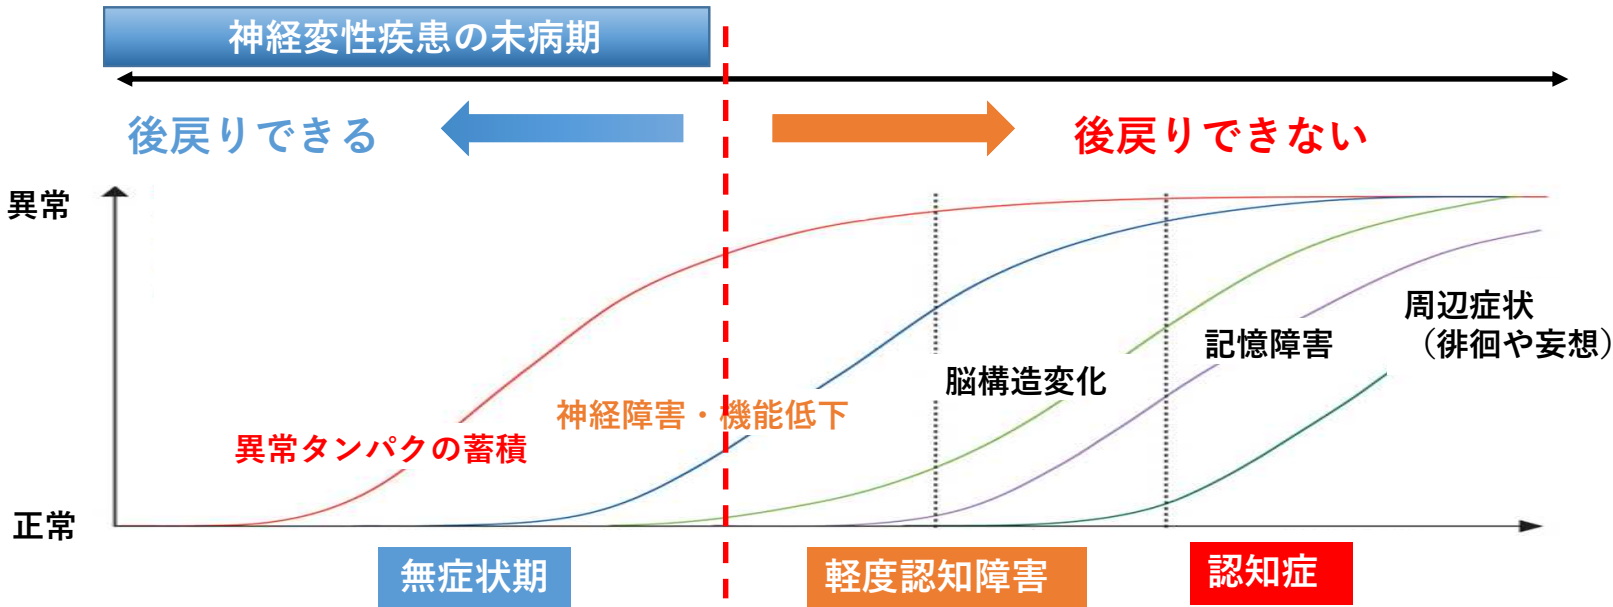 神経変性疾患の未病期
後戻りできる
後戻りできない
異常
周辺症状
（徘徊や妄想）
記憶障害
脳構造変化
神経障害・機能低下
異常タンパクの蓄積
正常
無症状期
軽度認知障害
認知症